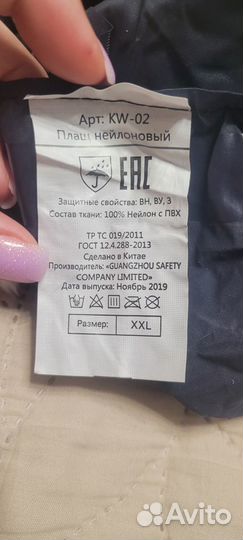 Арт: KW-02
Плащ нейлоновый
EAC
Защитные свойства: ВН, ВУ, З
Состав ткани: 100% Нейлон с ПВХ
ТР ТС 019/2011
ГОСТ 12.4.288-2013
Сделано в Китае
Производитель: «GUANGZHOU SAFETY
COMPANY LIMITED»
Дата выпуска: Ноябрь 2019
Размер: XXL
Avito